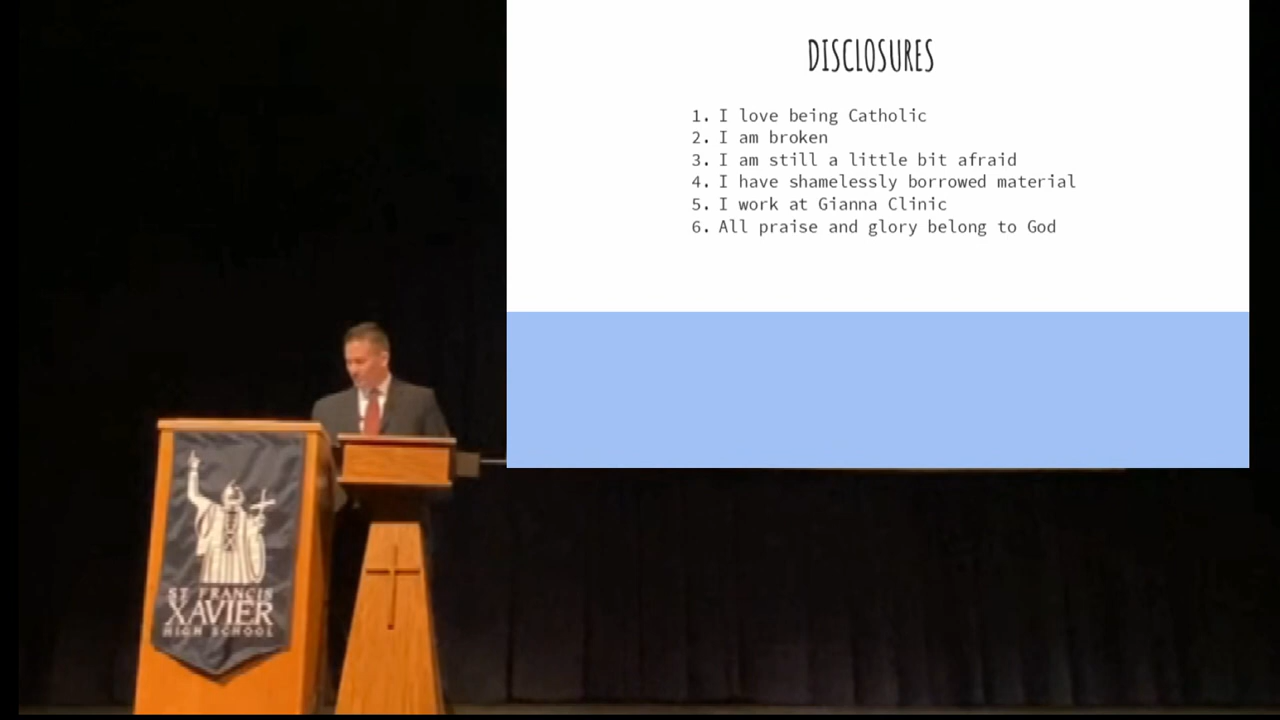 DISCLOSURES
1. I love being Catholic
2. I am broken
3. I am still a little bit afraid
4. I have shamelessly borrowed material
5. I work at Gianna Clinic
6. All praise and glory belong to God
ST FRANCIS
XAVIER
HIGH SCHOOL